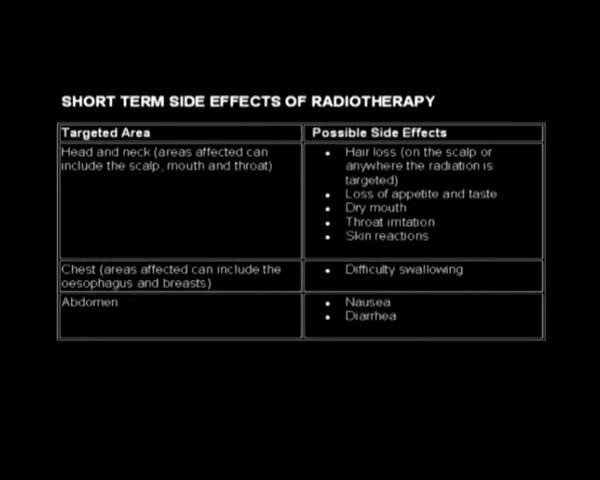 SHORT TERM SIDE EFFECTS OF RADIOTHERAPY
Targeted Area
Possible Side Effects
Head and neck (areas affected can
include the scalp, mouth and throat)
• Hair loss (on the scalp or
anywhere the radiation is
targeted)
• Loss of appetite and taste
• Dry mouth
• Throat irritation
• Skin reactions
Chest (areas affected can include the
oesophagus and breasts)
• Difficulty swallowing
Abdomen
• Nausea
• Diarrhea